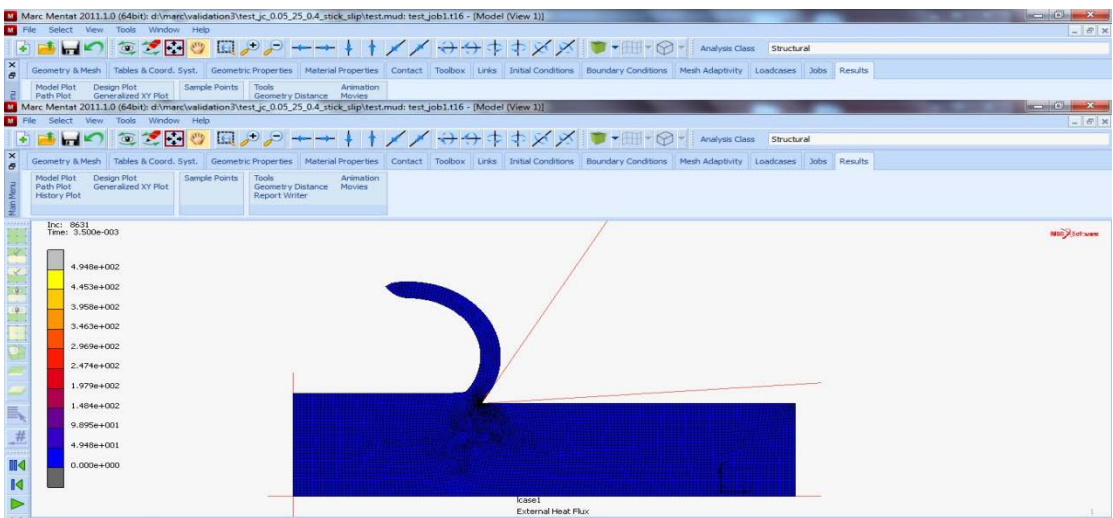 Marc Mentat 2011.1.0 (64bit): d:\marc\validation3\test_jc_0.05_25_0.4_stick_slip\test.mud: test_job1.t16 - [Model (View 1)]
File Select View Tools Window Help
Analysis Class Structural
Geometry & Mesh Tables & Coord. Syst. Geometric Properties Material Properties Contact Toolbox Links Initial Conditions Boundary Conditions Mesh Adaptivity Loadcases Jobs Results
Model Plot Design Plot Sample Points Tools Animation
Path Plot Generalized XY Plot Geometry Distance Movies
Marc Mentat 2011.1.0 (64bit): d:\marc\validation3\test_jc_0.05_25_0.4_stick_slip\test.mud: test_job1.t16 - [Model (View 1)]
File Select View Tools Window Help
Analysis Class Structural
Geometry & Mesh Tables & Coord. Syst. Geometric Properties Material Properties Contact Toolbox Links Initial Conditions Boundary Conditions Mesh Adaptivity Loadcases Jobs Results
Model Plot Design Plot Sample Points Tools Animation
Path Plot Generalized XY Plot Geometry Distance Movies
History Plot Report Writer
Main Menu
Inc: 8631
Time: 3.500e-003
MSC Software
4.948e+002
4.453e+002
3.958e+002
3.463e+002
2.969e+002
2.474e+002
1.979e+002
1.484e+002
9.895e+001
4.948e+001
0.000e+000
lcase1
External Heat Flux
1